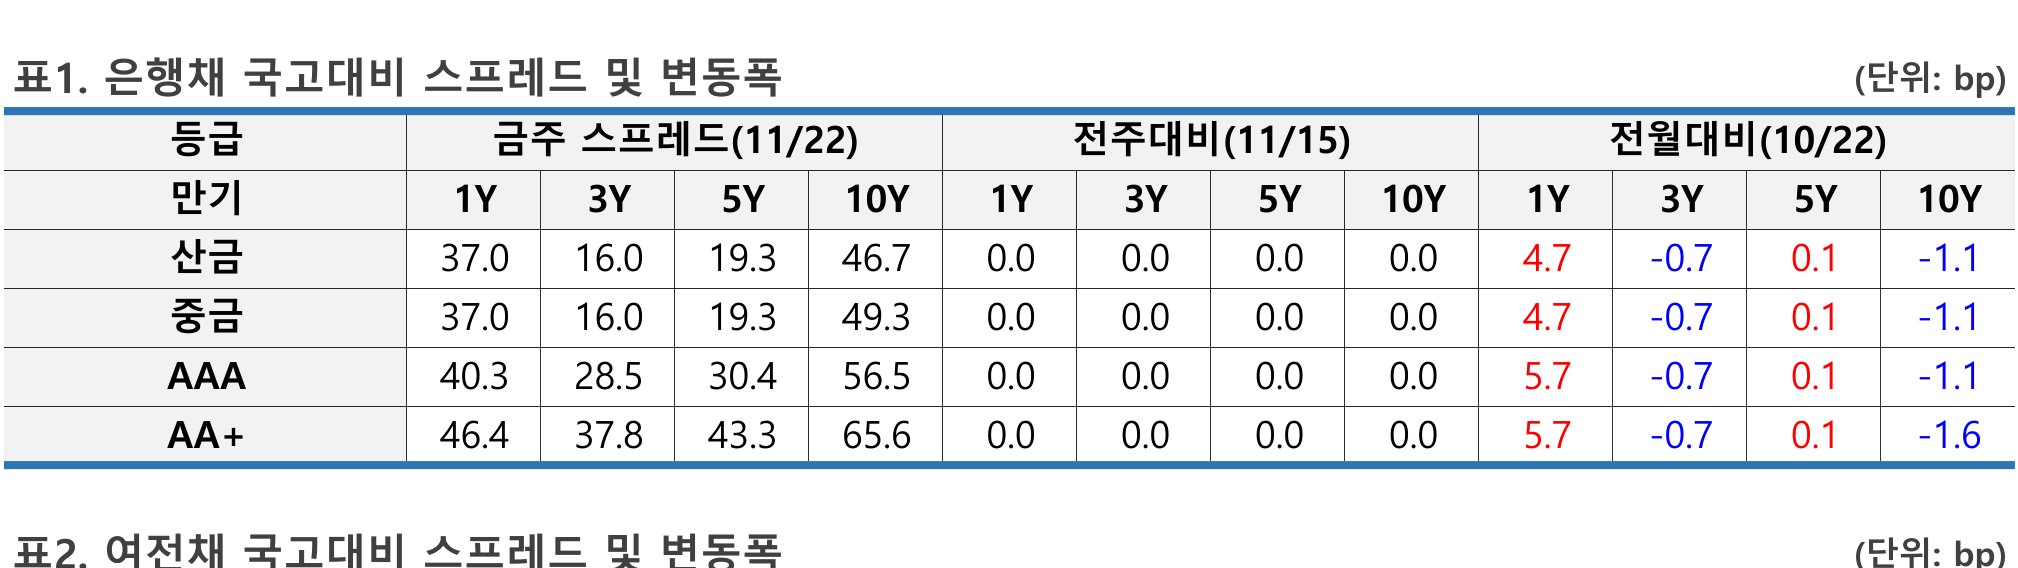 표1. 은행채 국고대비 스프레드 및 변동폭 (단위: bp)
등급 금주 스프레드(11/22) 전주대비(11/15) 전월대비(10/22)
만기 1Y 3Y 5Y 10Y 1Y 3Y 5Y 10Y 1Y 3Y 5Y 10Y
산금 37.0 16.0 19.3 46.7 0.0 0.0 0.0 0.0 4.7 -0.7 0.1 -1.1
중금 37.0 16.0 19.3 49.3 0.0 0.0 0.0 0.0 4.7 -0.7 0.1 -1.1
AAA 40.3 28.5 30.4 56.5 0.0 0.0 0.0 0.0 5.7 -0.7 0.1 -1.1
AA+ 46.4 37.8 43.3 65.6 0.0 0.0 0.0 0.0 5.7 -0.7 0.1 -1.6
표2. 여전채 국고대비 스프레드 및 변동폭 (단위: bp)